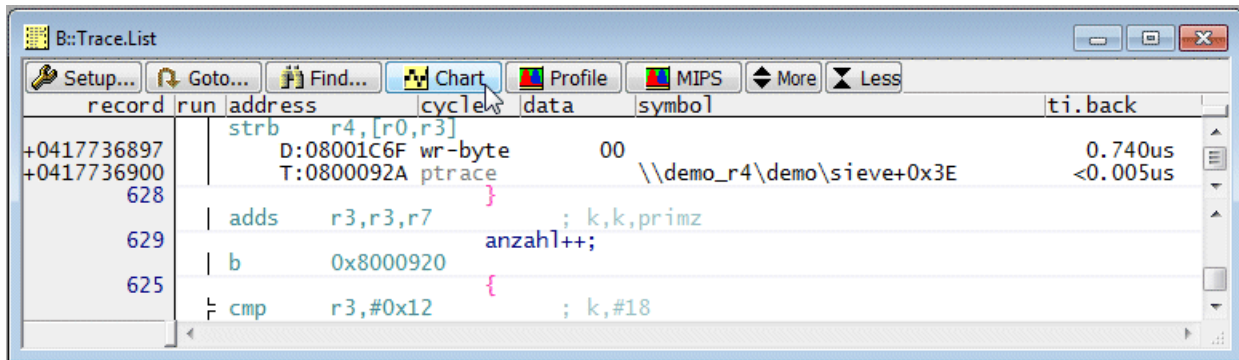 B::Trace.List
Setup... Goto... Find... Chart Profile MIPS More Less
record run address cycle data symbol ti.back
strb r4,[r0,r3]
+0417736897 D:08001C6F wr-byte 00 0.740us
+0417736900 T:0800092A ptrace \\demo_r4\demo\sieve+0x3E <0.005us
628 }
adds r3,r3,r7 ; k,k,primz
629 anzahl++;
b 0x8000920
625 {
cmp r3,#0x12 ; k,#18